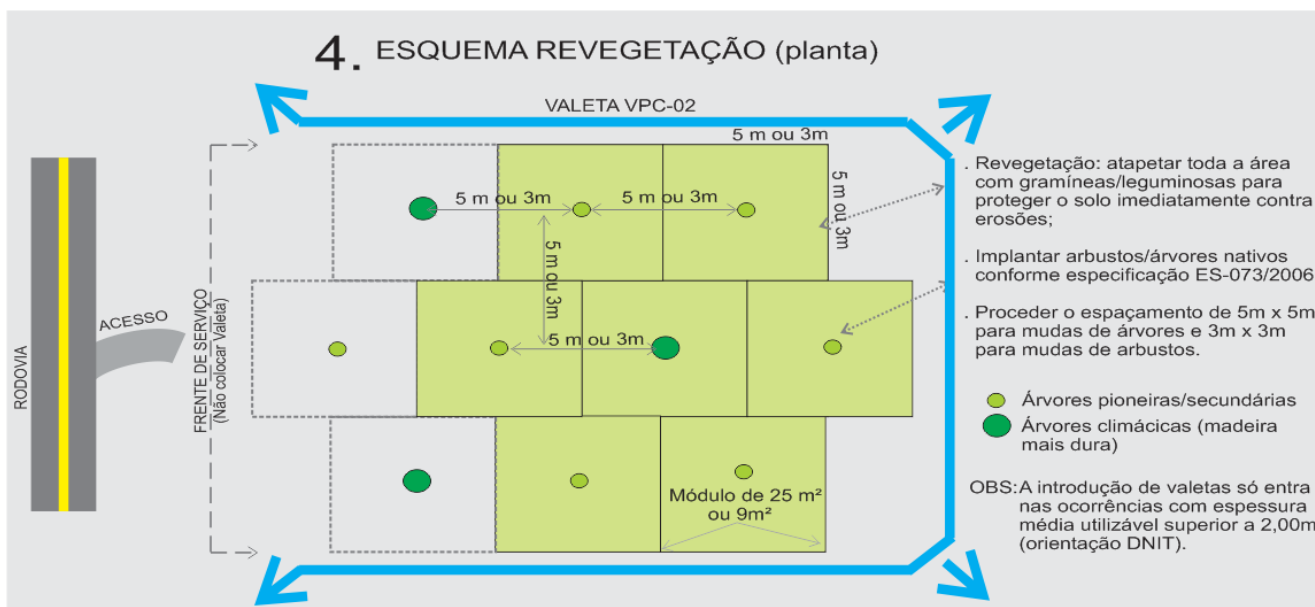 4. ESQUEMA REVEGETAÇÃO (planta)
VALETA VPC-02
5 m ou 3m
5 m ou 3m
5 m ou 3m
5 m ou 3m
5 m ou 3m
5 m ou 3m
RODOVIA
ACESSO
FRENTE DE SERVIÇO
(Não colocar Valeta)
Módulo de 25 m²
ou 9m²
. Revegetação: atapetar toda a área
com gramíneas/leguminosas para
proteger o solo imediatamente contra
erosões;
. Implantar arbustos/árvores nativos
conforme especificação ES-073/2006
. Proceder o espaçamento de 5m x 5m
para mudas de árvores e 3m x 3m
para mudas de arbustos.
Árvores pioneiras/secundárias
Árvores climácicas (madeira
mais dura)
OBS:A introdução de valetas só entra
nas ocorrências com espessura
média utilizável superior a 2,00m
(orientação DNIT).